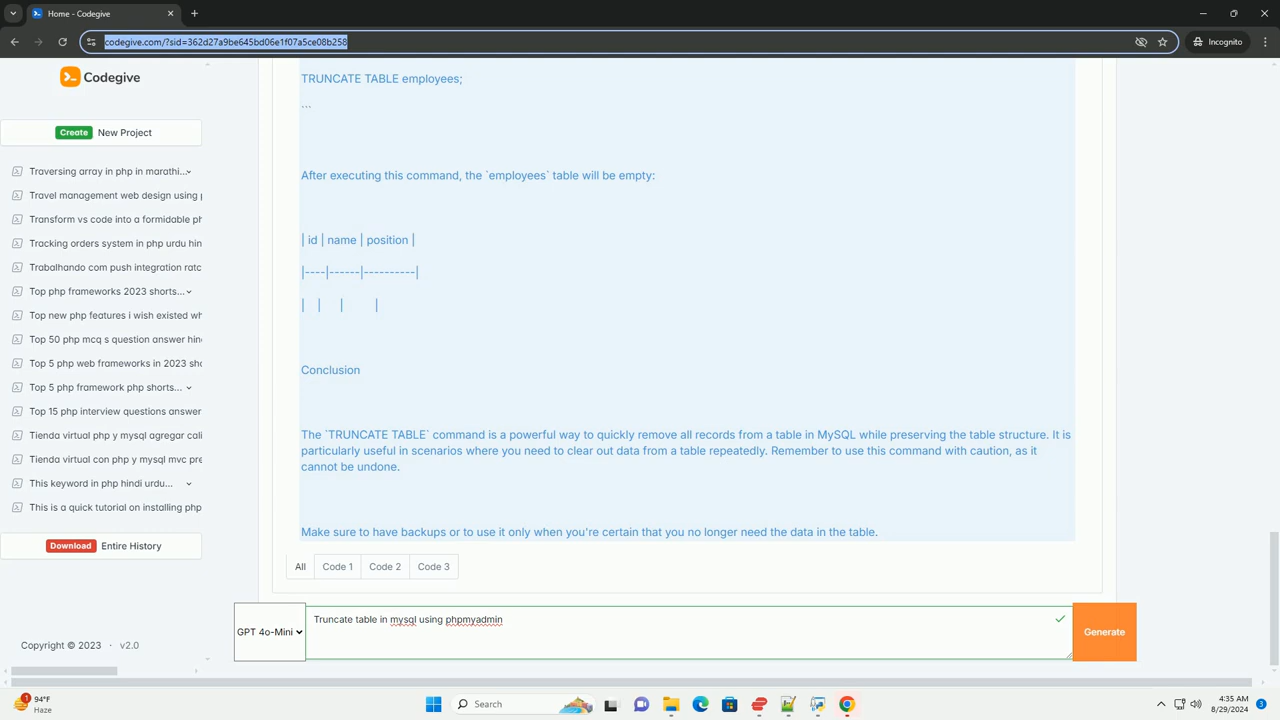 Home - Codegive
codegive.com/?sid=362d27a9be645bd06e1f07a5ce08b258
Incognito
Codegive
Create New Project
Traversing array in php in marathi...
Travel management web design using p
Transform vs code into a formidable ph
Tracking orders system in php urdu hin
Trabalhando com push integration ratc
Top php frameworks 2023 shorts...
Top new php features i wish existed wh
Top 50 php mcq s question answer hind
Top 5 php web frameworks in 2023 sho
Top 5 php framework php shorts...
Top 15 php interview questions answer
Tienda virtual php y mysql agregar cali
Tienda virtual con php y mysql mvc pre
This keyword in php hindi urdu...
This is a quick tutorial on installing php
Download Entire History
Copyright © 2023 · v2.0
TRUNCATE TABLE employees;
```
After executing this command, the `employees` table will be empty:
| id | name | position |
|----|------|----------|
| | | |
Conclusion
The `TRUNCATE TABLE` command is a powerful way to quickly remove all records from a table in MySQL while preserving the table structure. It is
particularly useful in scenarios where you need to clear out data from a table repeatedly. Remember to use this command with caution, as it
cannot be undone.
Make sure to have backups or to use it only when you're certain that you no longer need the data in the table.
All Code 1 Code 2 Code 3
GPT 4o-Mini
Truncate table in mysql using phpmyadmin
Generate
1
94°F
Haze
Search
4:35 AM
8/29/2024
3